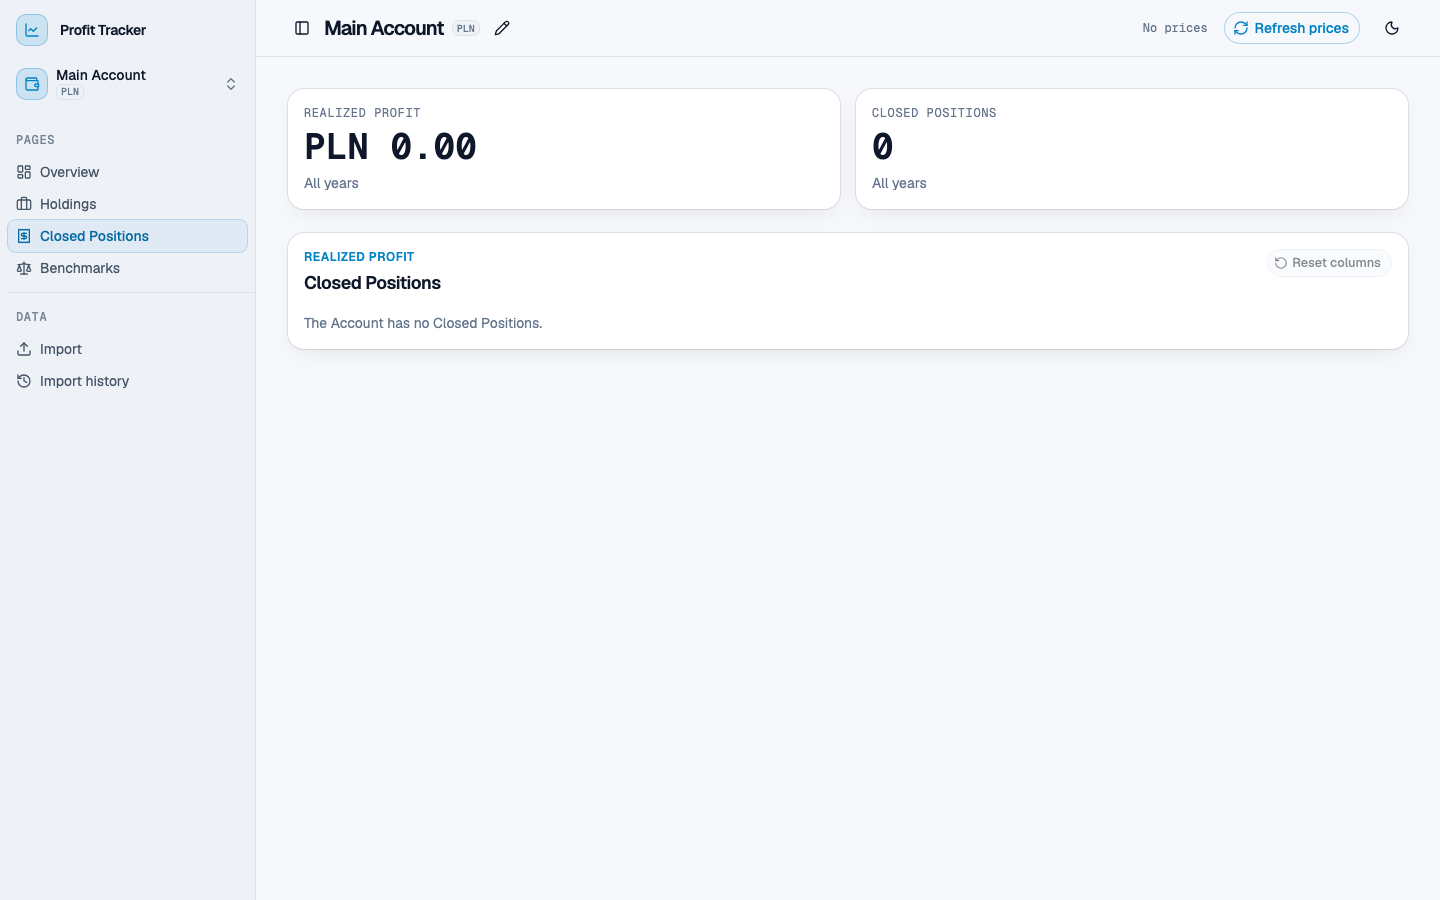 Profit Tracker
Main Account
PLN
PAGES
Overview
Holdings
Closed Positions
Benchmarks
DATA
Import
Import history
Main Account PLN
No prices
Refresh prices
REALIZED PROFIT
PLN 0.00
All years
CLOSED POSITIONS
0
All years
REALIZED PROFIT
Closed Positions
Reset columns
The Account has no Closed Positions.